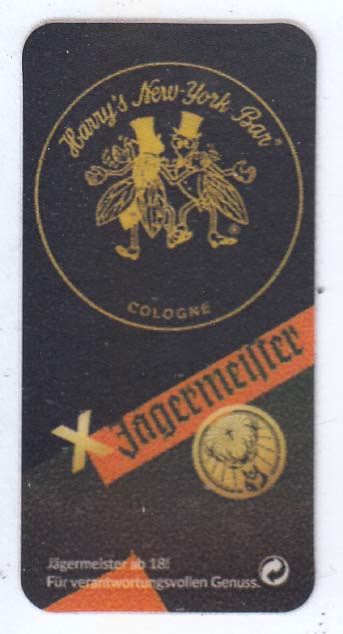 Harry's New-York Bar®
®
COLOGNE
X Jägermeister
Jägermeister ab 18!
Für verantwortungsvollen Genuss.